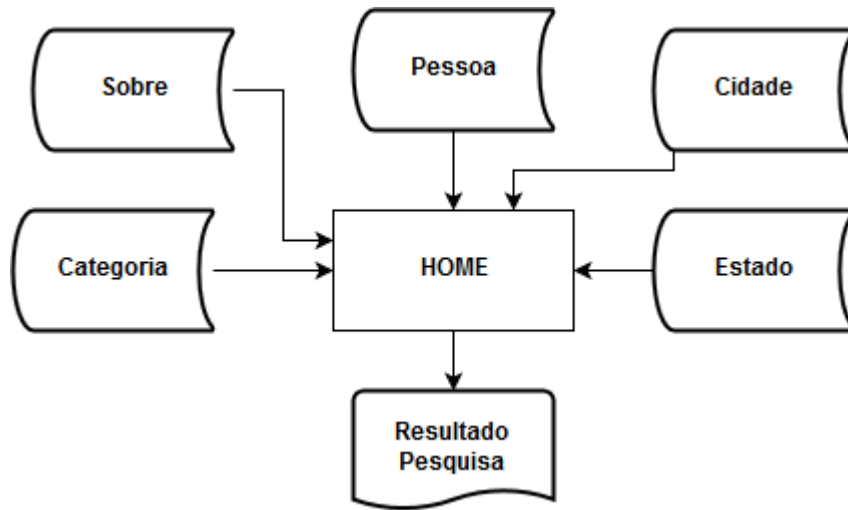 Sobre
Pessoa
Cidade
Categoria
HOME
Estado
Resultado
Pesquisa